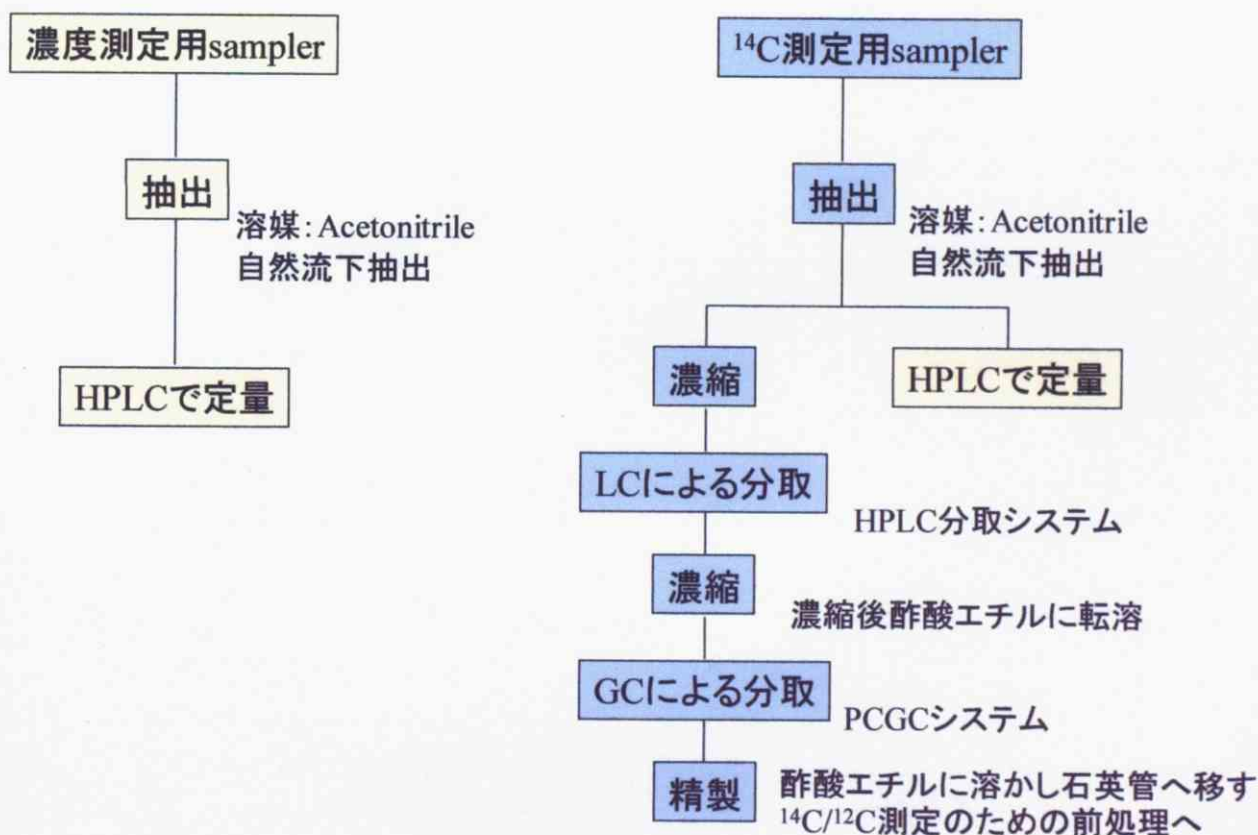 濃度測定用sampler
抽出
溶媒：Acetonitrile
自然流下抽出
HPLCで定量
¹⁴C測定用sampler
抽出
溶媒：Acetonitrile
自然流下抽出
濃縮
HPLCで定量
LCによる分取
HPLC分取システム
濃縮
濃縮後酢酸エチルに転溶
GCによる分取
PCGCシステム
精製
酢酸エチルに溶かし石英管へ移す
¹⁴C/¹²C測定のための前処理へ